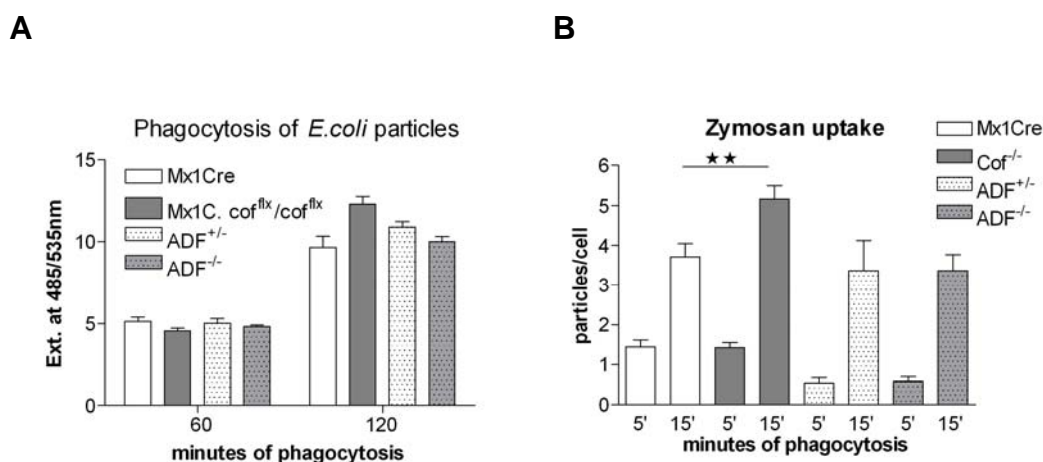 A
Phagocytosis of E.coli particles
Ext. at 485/535nm
15
10
5
0
Mx1Cre
Mx1C. cof^flx/cof^flx
ADF^+/-
ADF^-/-
60 120
minutes of phagocytosis
B
Zymosan uptake
★★
particles/cell
6
5
4
3
2
1
0
Mx1Cre
Cof^-/-
ADF^+/-
ADF^-/-
5' 15' 5' 15' 5' 15' 5' 15'
minutes of phagocytosis